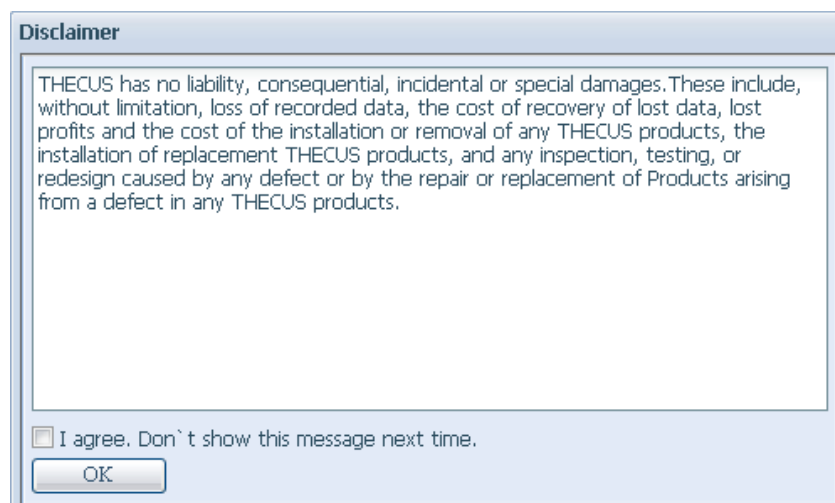 Disclaimer
THECUS has no liability, consequential, incidental or special damages.These include,
without limitation, loss of recorded data, the cost of recovery of lost data, lost
profits and the cost of the installation or removal of any THECUS products, the
installation of replacement THECUS products, and any inspection, testing, or
redesign caused by any defect or by the repair or replacement of Products arising
from a defect in any THECUS products.
I agree. Don`t show this message next time.
OK